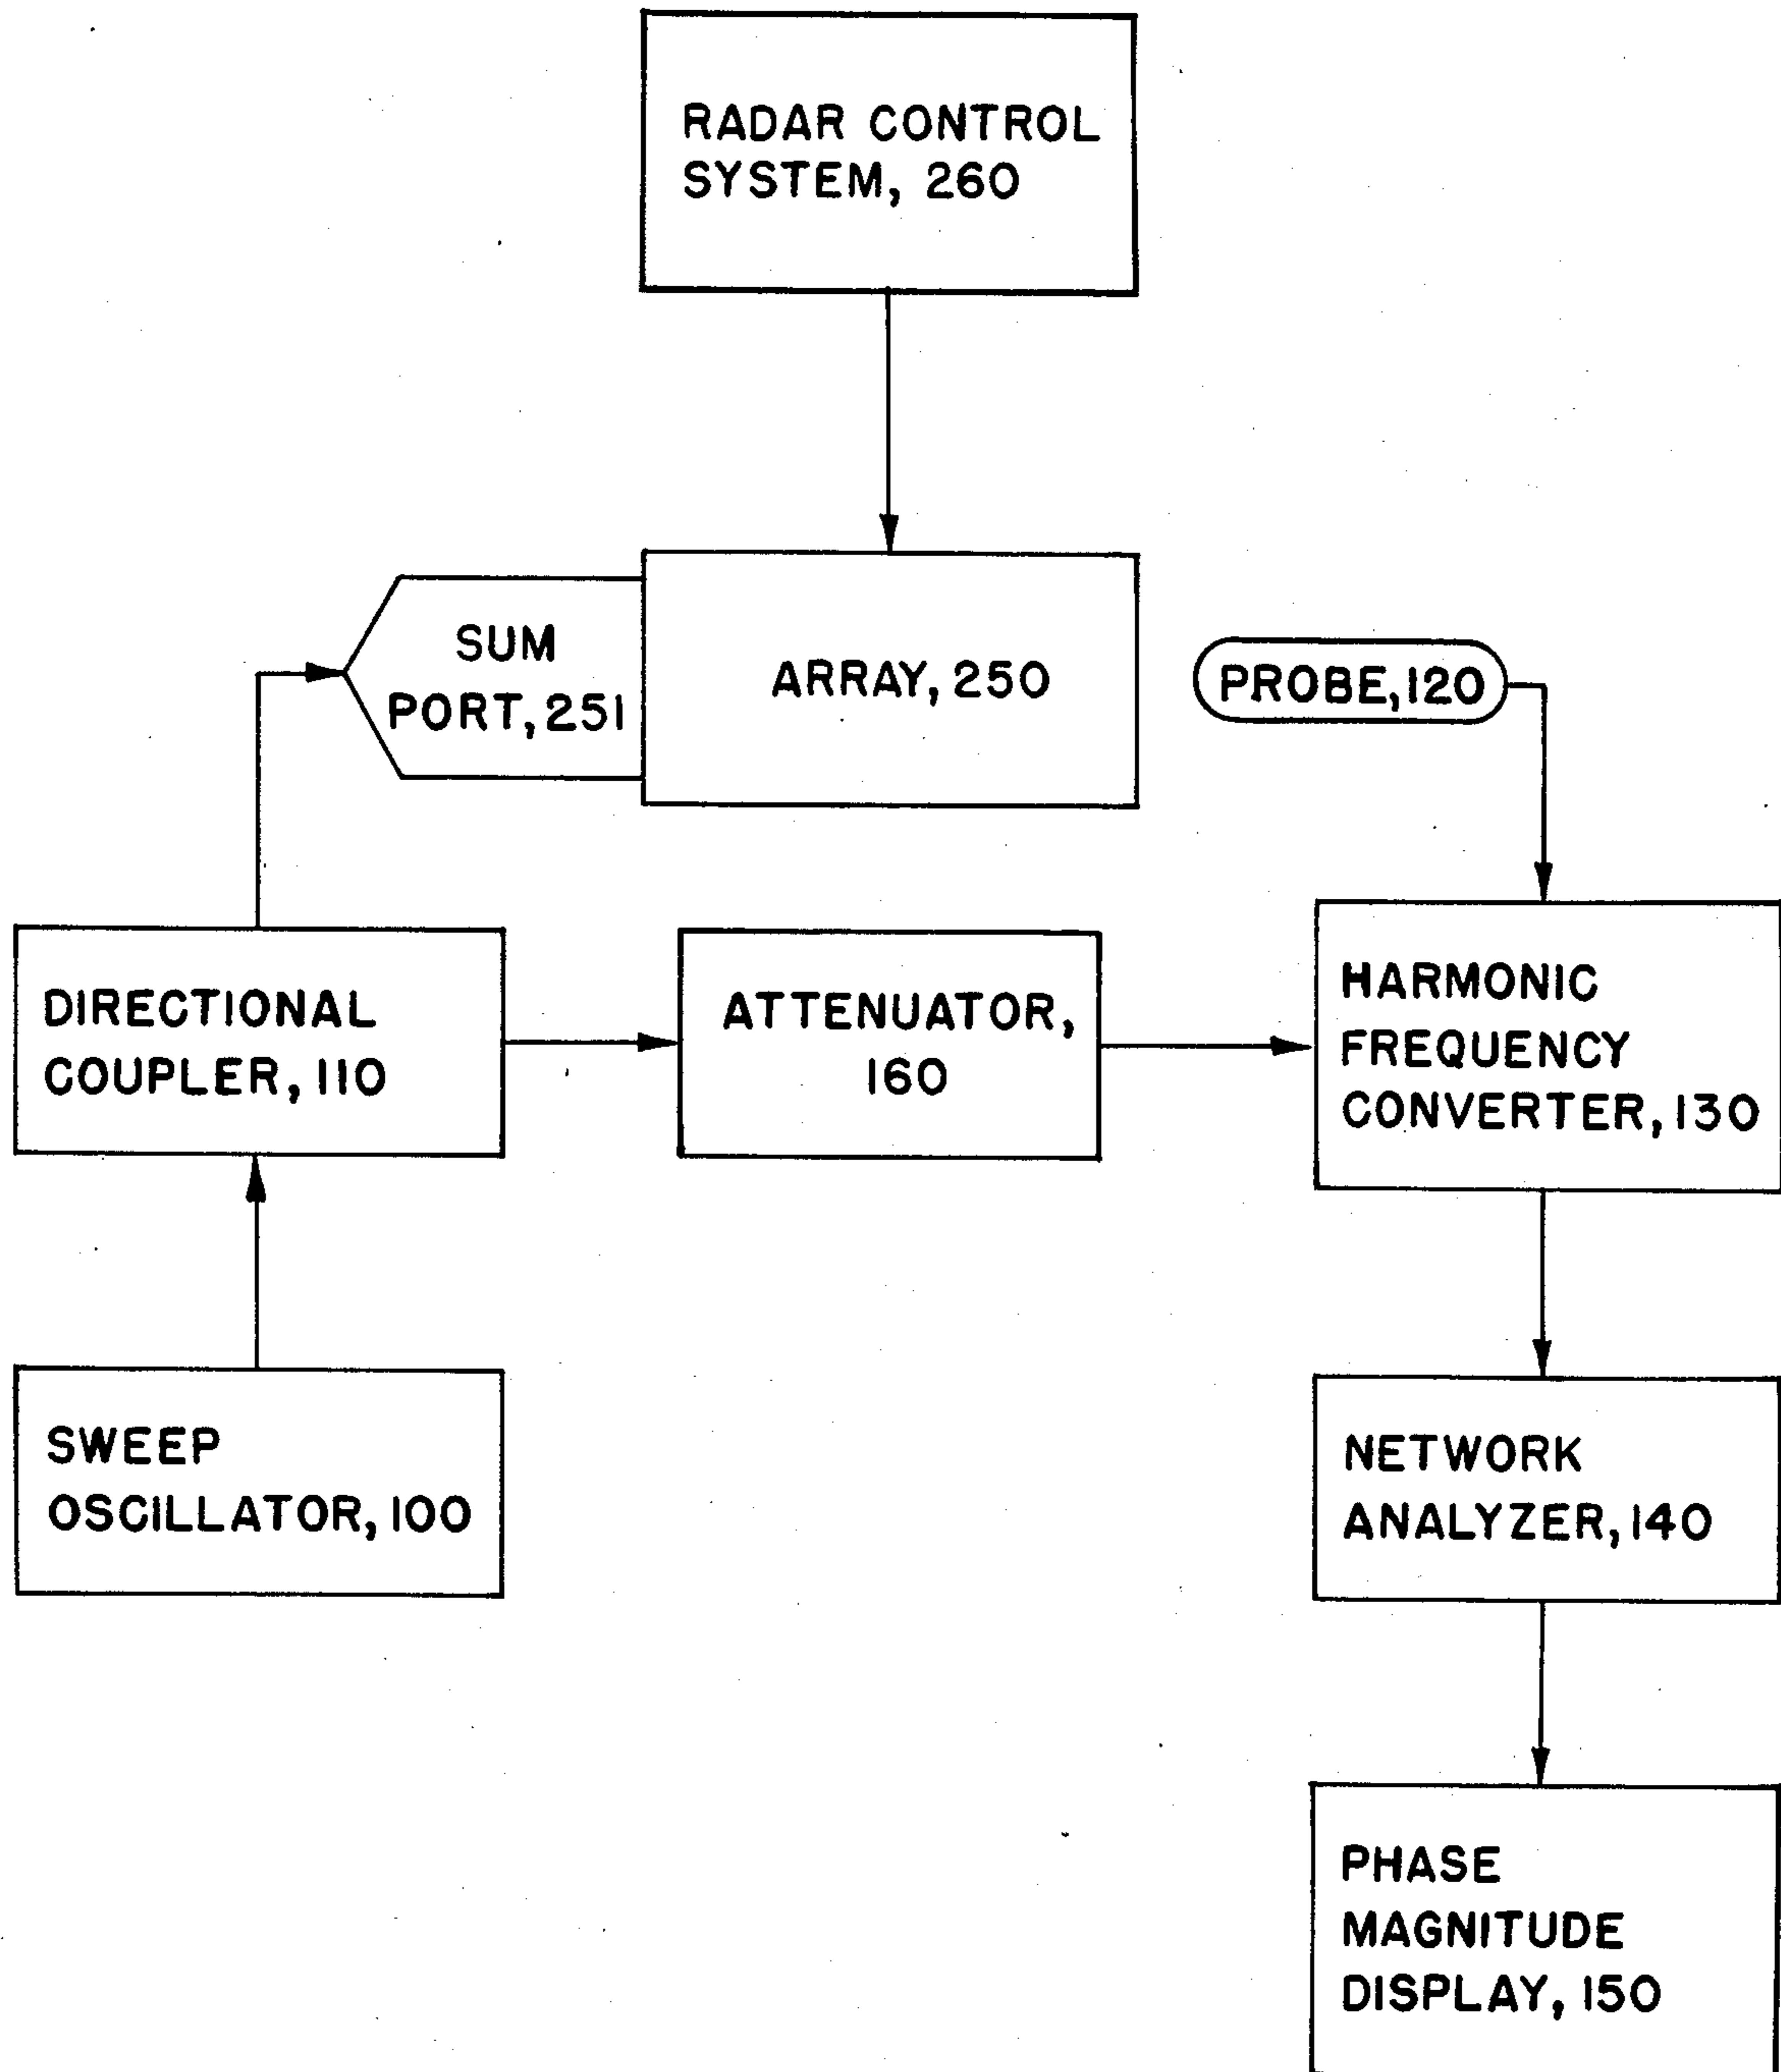 RADAR CONTROL
SYSTEM, 260
SUM
PORT, 251
ARRAY, 250
PROBE, 120
DIRECTIONAL
COUPLER, 110
ATTENUATOR,
160
HARMONIC
FREQUENCY
CONVERTER, 130
SWEEP
OSCILLATOR, 100
NETWORK
ANALYZER, 140
PHASE
MAGNITUDE
DISPLAY, 150